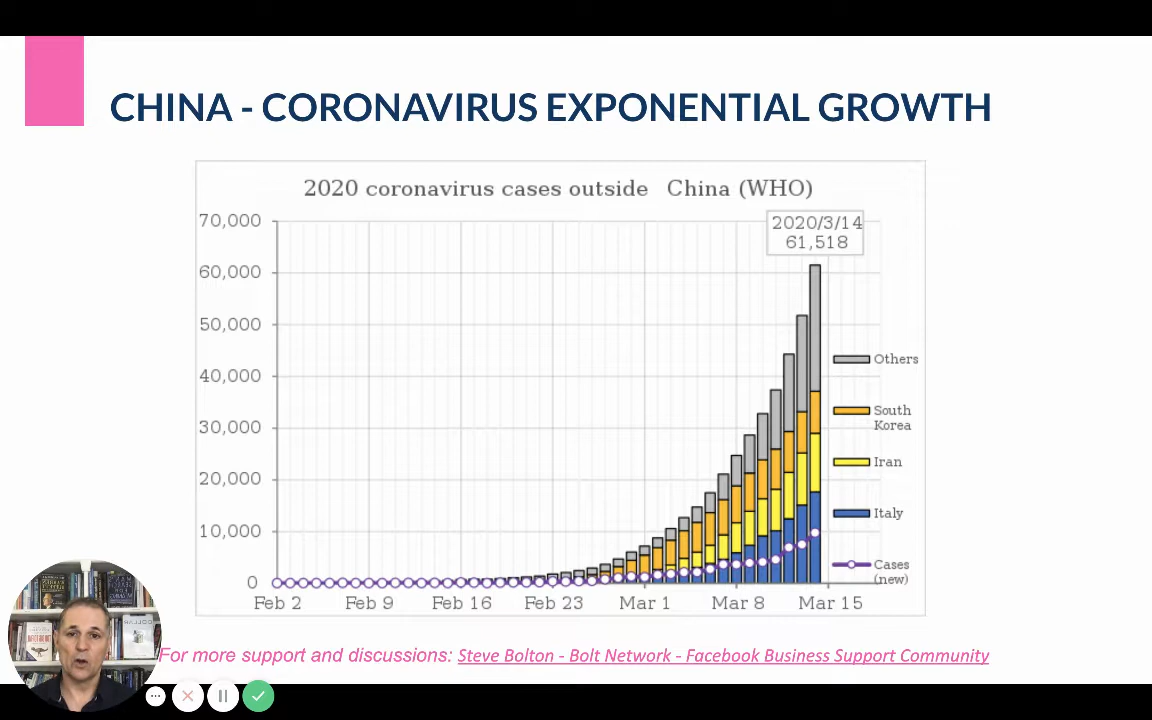 CHINA - CORONAVIRUS EXPONENTIAL GROWTH
2020 coronavirus cases outside China (WHO)
70,000
2020/3/14
61,518
60,000
50,000
40,000
30,000
20,000
10,000
0
Others
South
Korea
Iran
Italy
Cases
(new)
Feb 2 Feb 9 Feb 16 Feb 23 Mar 1 Mar 8 Mar 15
For more support and discussions: Steve Bolton - Bolt Network - Facebook Business Support Community